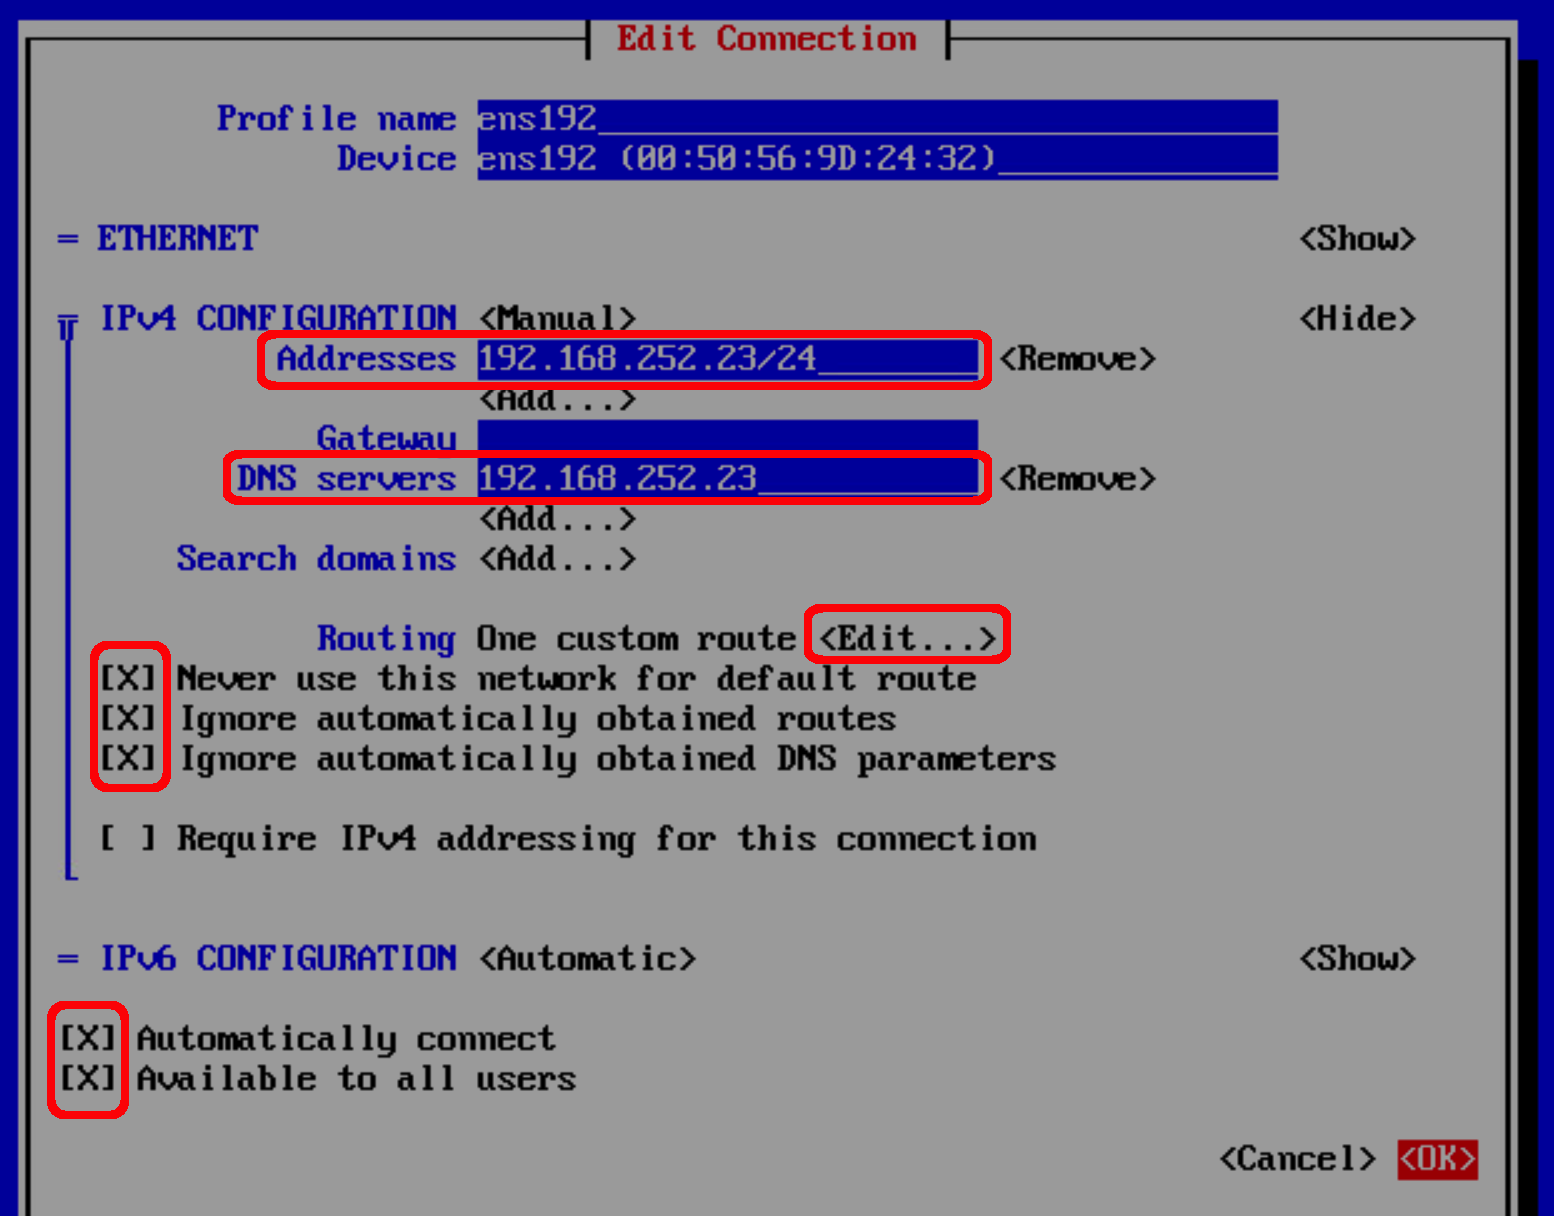 Edit Connection
Profile name ens192
Device ens192 (00:50:56:9D:24:32)
= ETHERNET <Show>
IPv4 CONFIGURATION <Manual> <Hide>
Addresses 192.168.252.23/24 <Remove>
<Add...>
Gateway
DNS servers 192.168.252.23 <Remove>
<Add...>
Search domains <Add...>
Routing One custom route <Edit...>
[X] Never use this network for default route
[X] Ignore automatically obtained routes
[X] Ignore automatically obtained DNS parameters
[ ] Require IPv4 addressing for this connection
= IPv6 CONFIGURATION <Automatic> <Show>
[X] Automatically connect
[X] Available to all users
<Cancel> <OK>